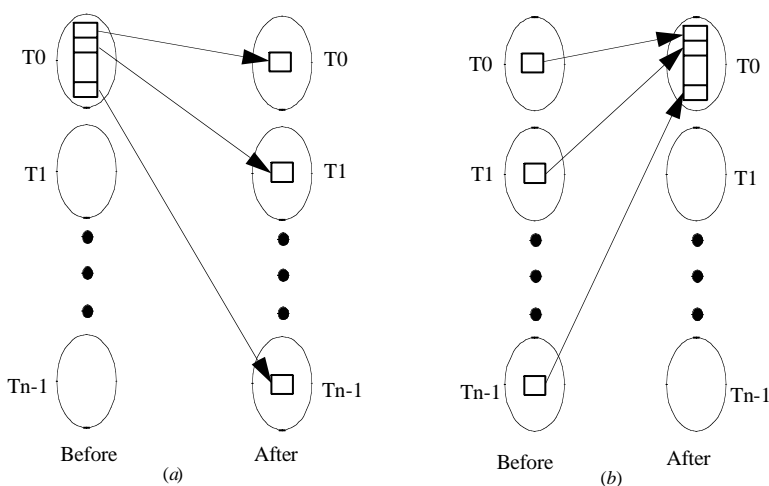 T0
T0
T1
T1
Tn-1
Tn-1
Before
After
(a)
T0
T0
T1
T1
Tn-1
Tn-1
Before
After
(b)